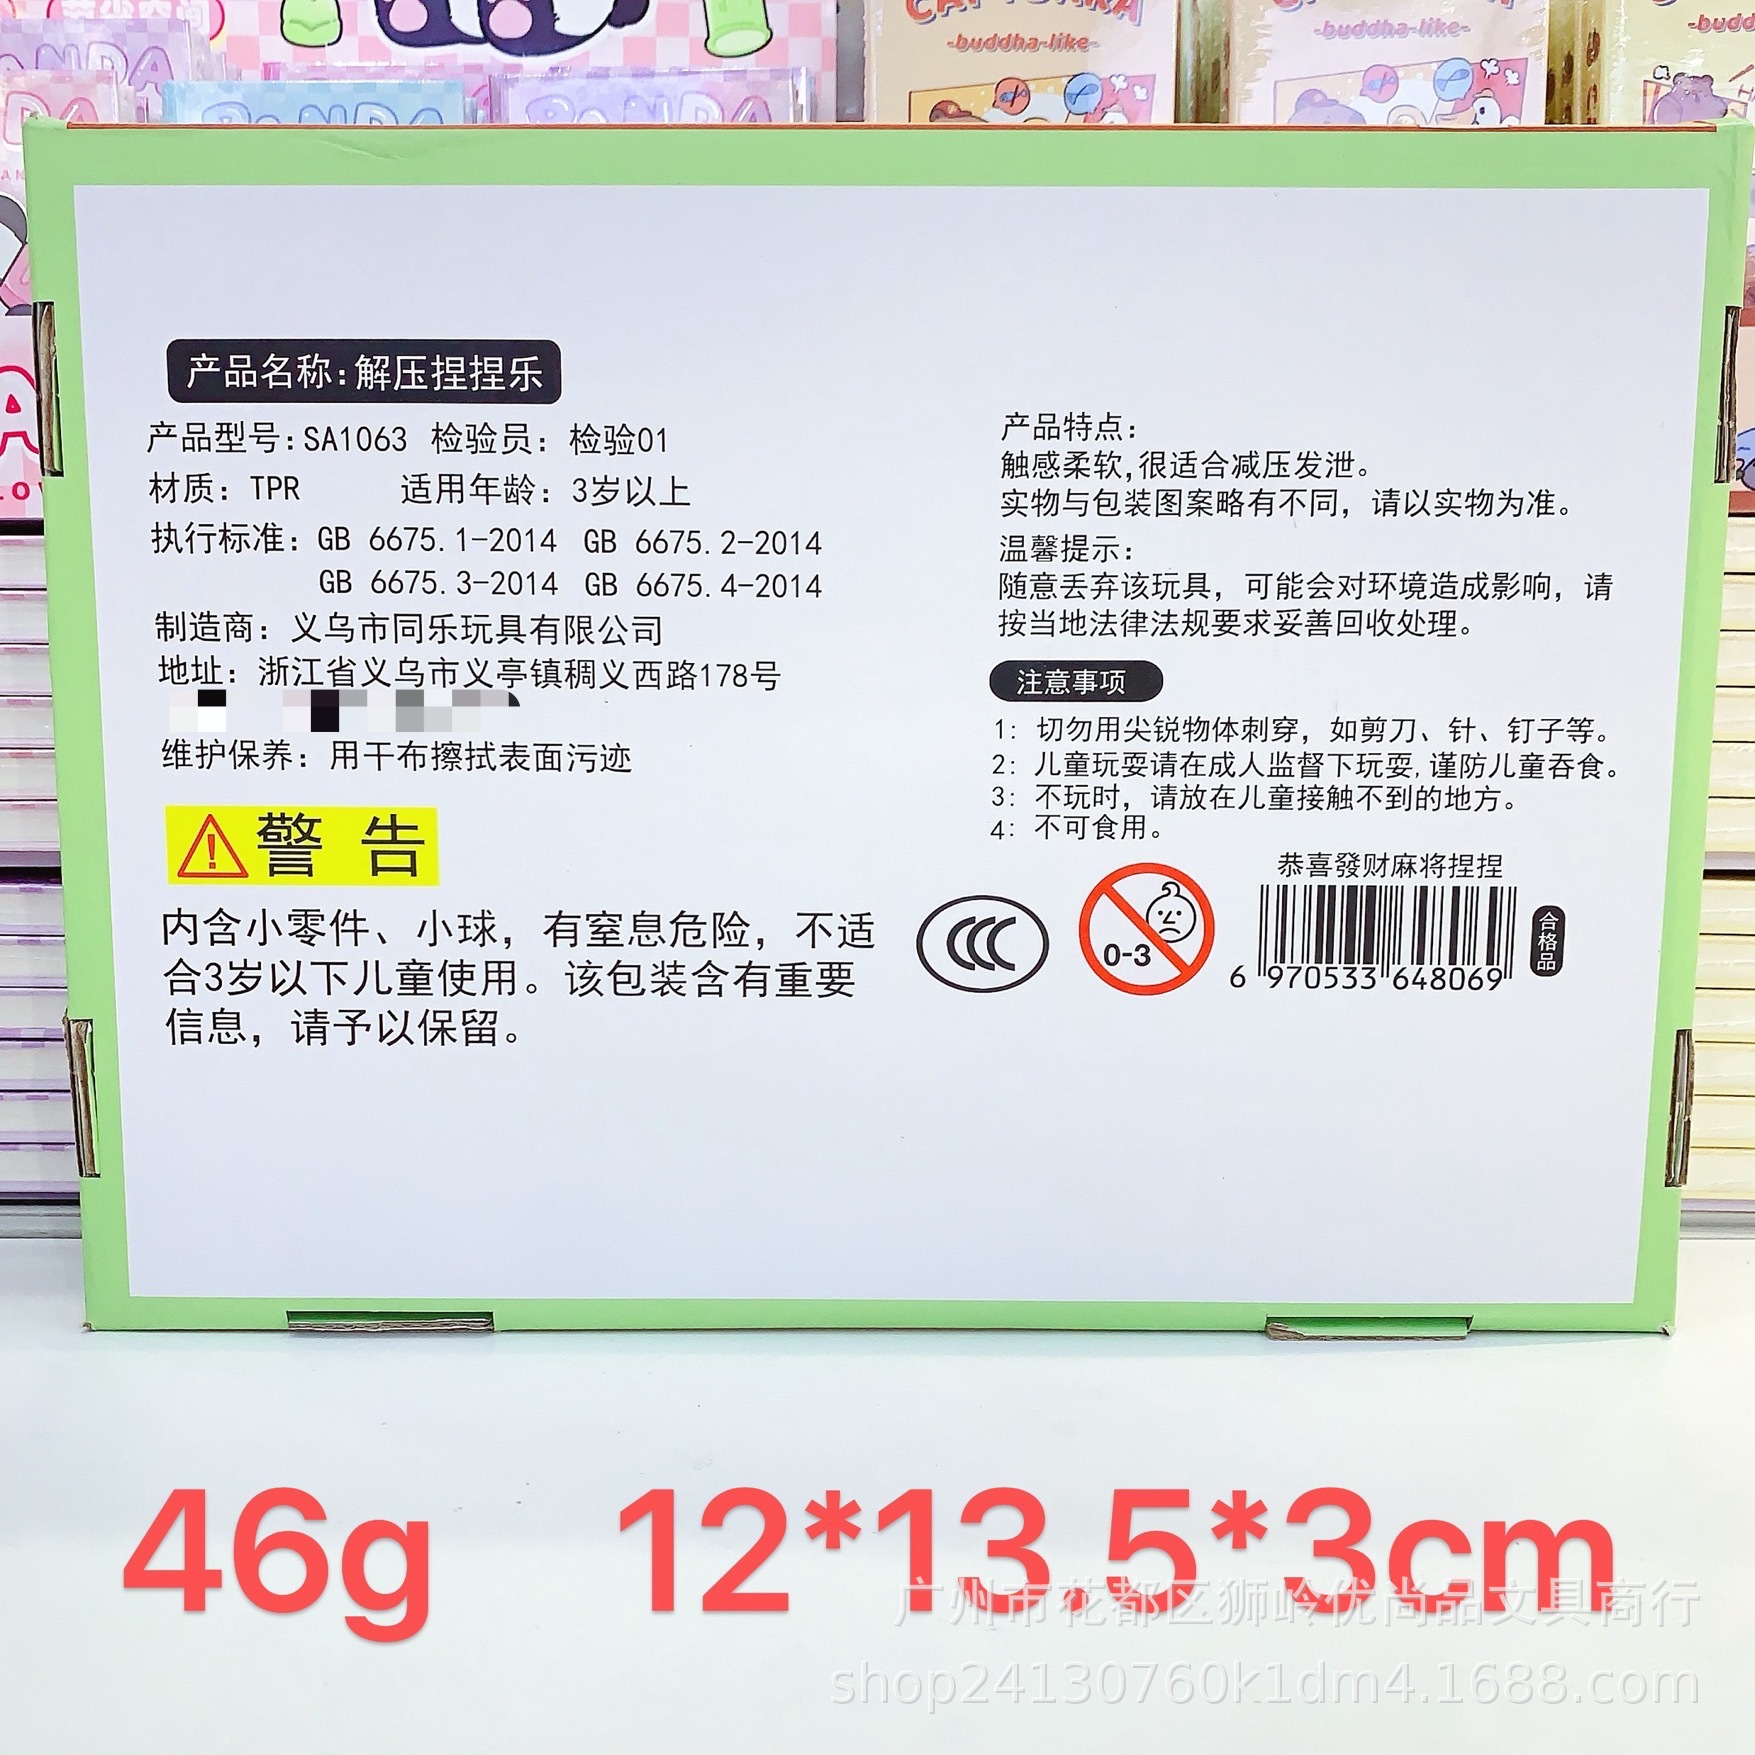 PANDA
PANDA
-buddha-like-
-buddha-like-
产品名称:解压捏捏乐
产品型号:SA1063 检验员: 检验01
材质: TPR 适用年龄: 3岁以上
执行标准: GB 6675.1-2014 GB 6675.2-2014
GB 6675.3-2014 GB 6675.4-2014
制造商: 义乌市同乐玩具有限公司
地址: 浙江省义乌市义亭镇稠义西路178号
维护保养: 用干布擦拭表面污迹
警 告
内含小零件、小球, 有窒息危险, 不适
合3岁以下儿童使用。该包装含有重要
信息, 请予以保留。
产品特点:
触感柔软,很适合减压发泄。
实物与包装图案略有不同, 请以实物为准。
温馨提示:
随意丢弃该玩具, 可能会对环境造成影响, 请
按当地法律法规要求妥善回收处理。
注意事项
1: 切勿用尖锐物体刺穿, 如剪刀、针、钉子等。
2: 儿童玩耍请在成人监督下玩耍,谨防儿童吞食。
3: 不玩时, 请放在儿童接触不到的地方。
4: 不可食用。
恭喜發财麻将捏捏
CCC
0-3
6 970533 648069
合格品
46g 12*13.5*3cm
广州市花都区狮岭优尚品文具商行
shop24130760k1dm4.1688.com